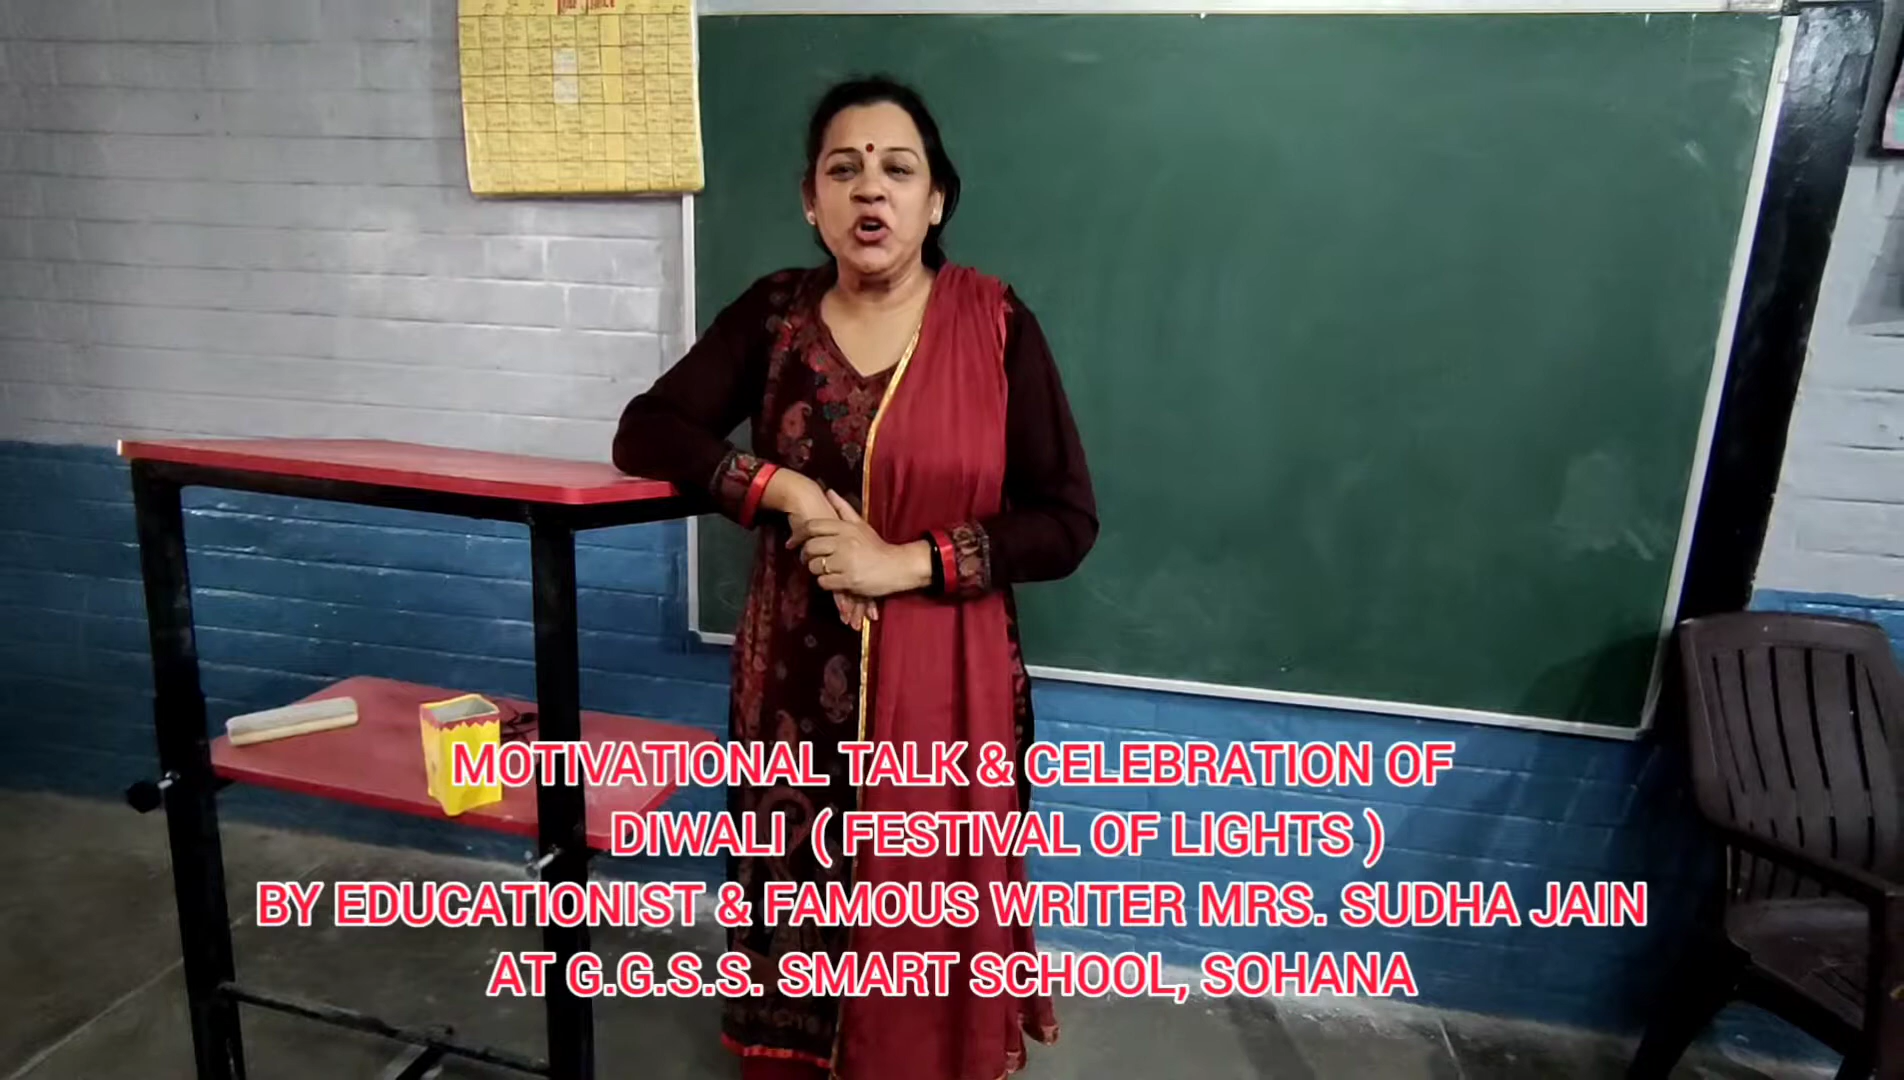 MOTIVATIONAL TALK & CELEBRATION OF
DIWALI ( FESTIVAL OF LIGHTS )
BY EDUCATIONIST & FAMOUS WRITER MRS. SUDHA JAIN
AT G.G.S.S. SMART SCHOOL, SOHANA